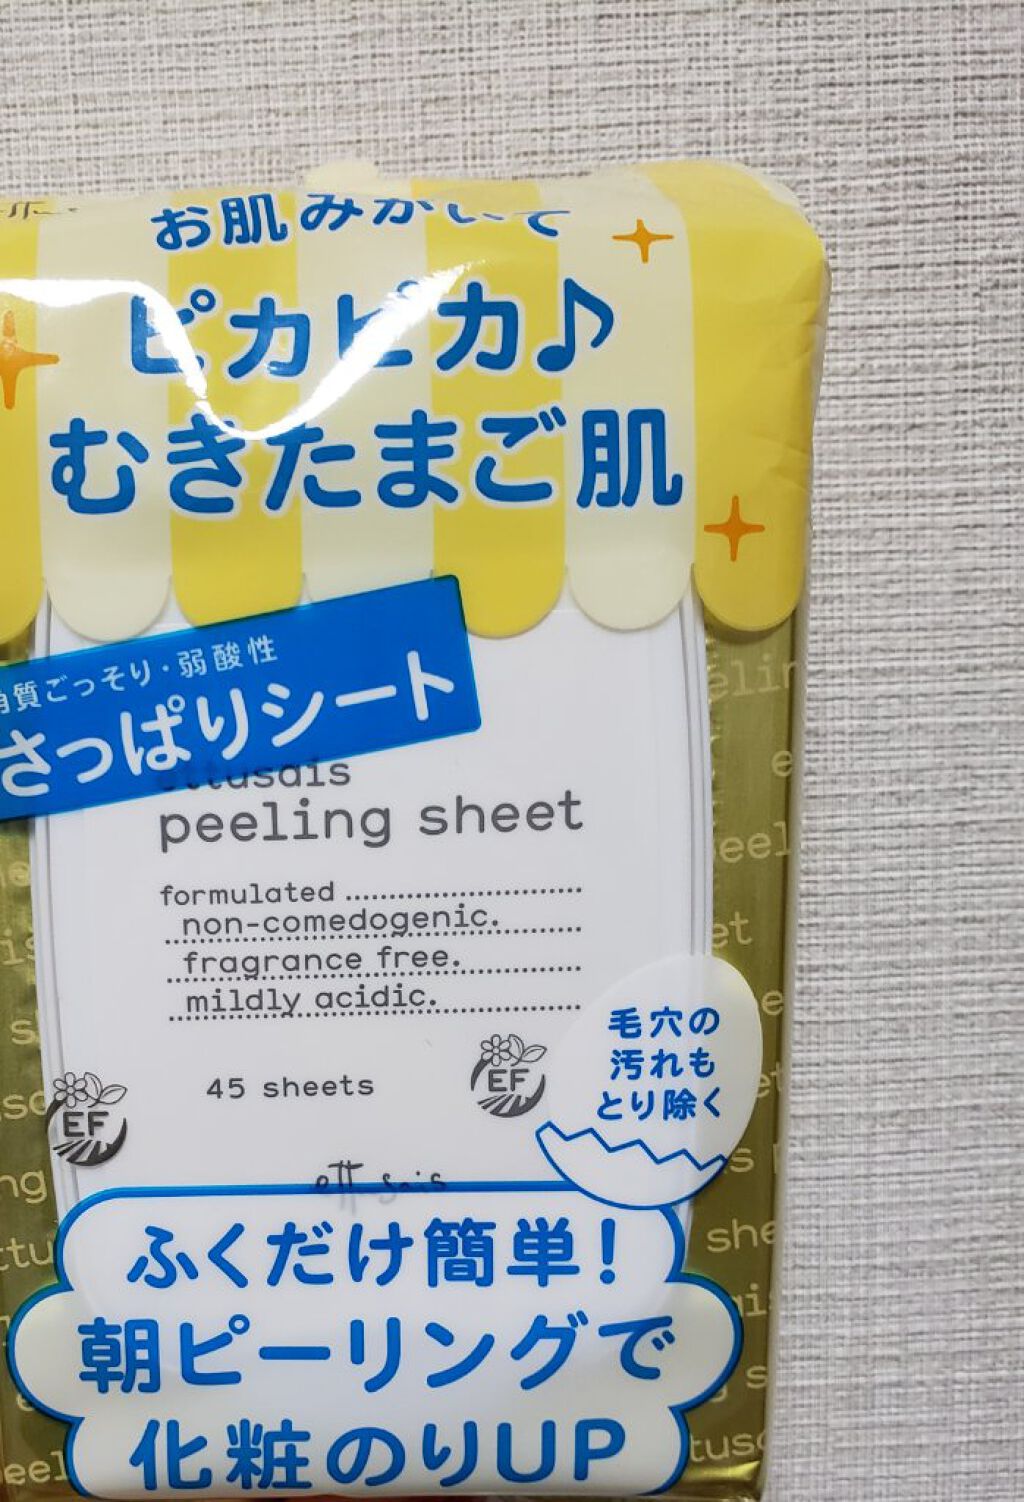 お肌みがいて
ピカピカ♪
むきたまご肌
角質ごっそり・弱酸性
さっぱりシート
ettusais
peeling sheet
formulated
non-comedogenic.
fragrance free.
mildly acidic.
毛穴の
汚れも
とり除く
45 sheets
EF
EF
ettusais
ふくだけ簡単!
朝ピーリングで
化粧のりUP